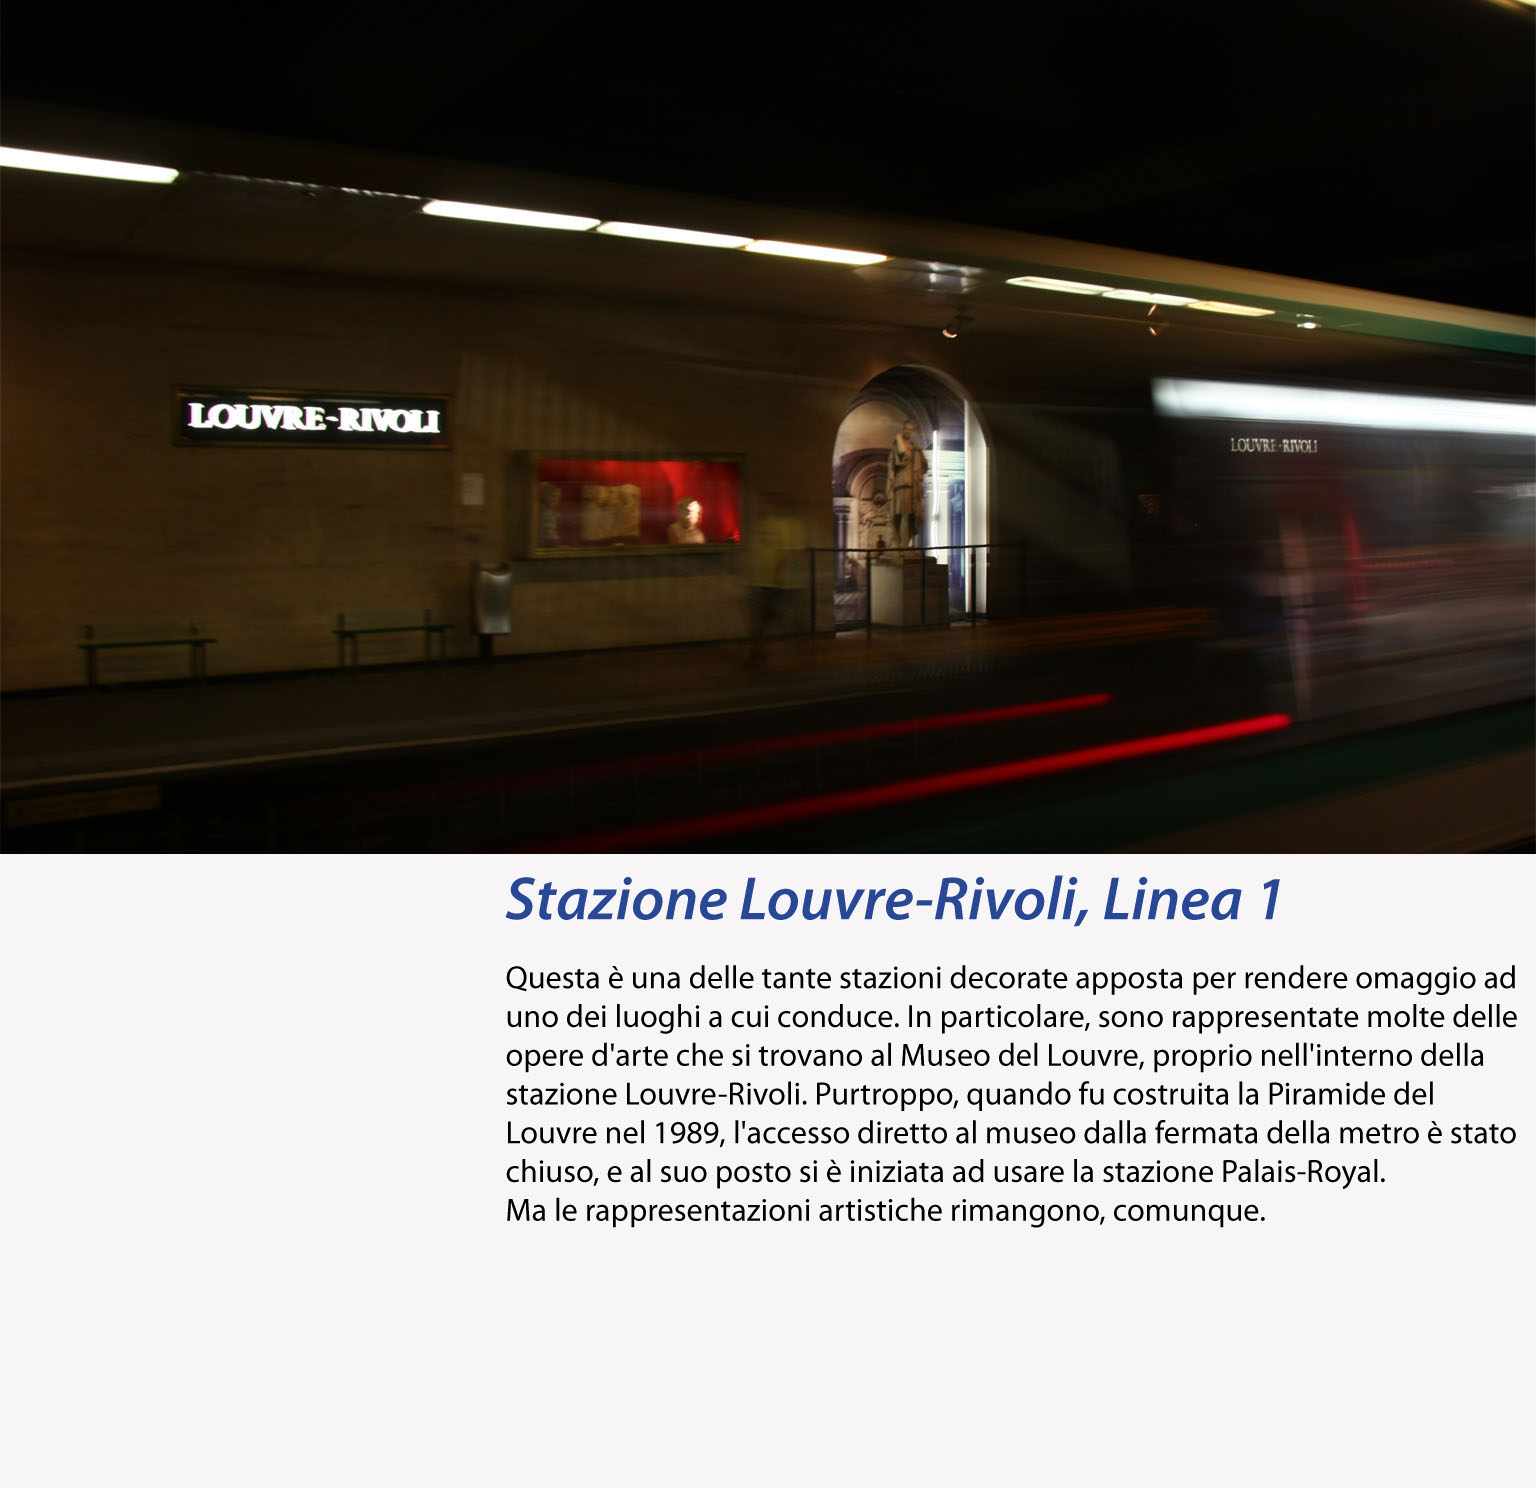 LOUVRE-RIVOLI
LOUVRE-RIVOLI
Stazione Louvre-Rivoli, Linea 1
Questa è una delle tante stazioni decorate apposta per rendere omaggio ad
uno dei luoghi a cui conduce. In particolare, sono rappresentate molte delle
opere d'arte che si trovano al Museo del Louvre, proprio nell'interno della
stazione Louvre-Rivoli. Purtroppo, quando fu costruita la Piramide del
Louvre nel 1989, l'accesso diretto al museo dalla fermata della metro è stato
chiuso, e al suo posto si è iniziata ad usare la stazione Palais-Royal.
Ma le rappresentazioni artistiche rimangono, comunque.